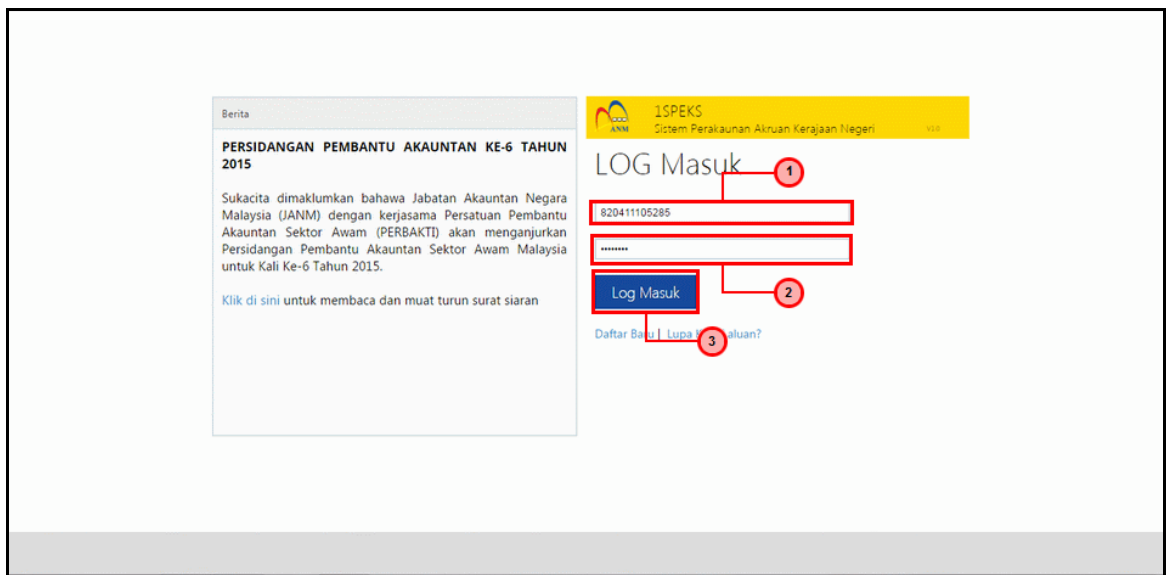 Berita
PERSIDANGAN PEMBANTU AKAUNTAN KE-6 TAHUN
2015
Sukacita dimaklumkan bahawa Jabatan Akauntan Negara
Malaysia (JANM) dengan kerjasama Persatuan Pembantu
Akauntan Sektor Awam (PERBAKTI) akan menganjurkan
Persidangan Pembantu Akauntan Sektor Awam Malaysia
untuk Kali Ke-6 Tahun 2015.
Klik di sini untuk membaca dan muat turun surat siaran
ANM
1SPEKS
Sistem Perakaunan Akruan Kerajaan Negeri
LOG Masuk
1
820411105285
Log Masuk
2
Daftar Baru | Lupa
3